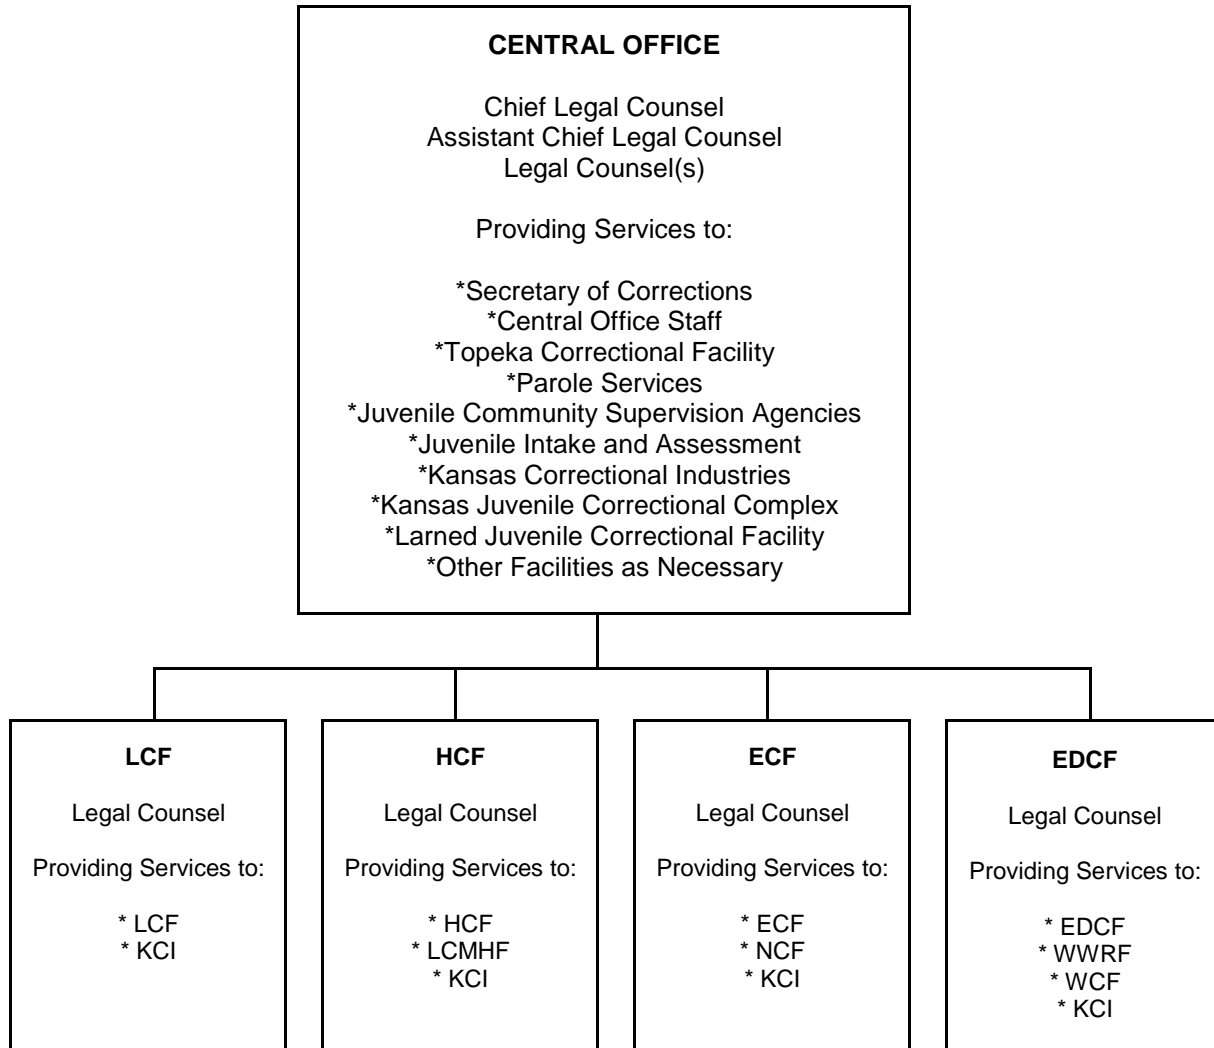 CENTRAL OFFICE
Chief Legal Counsel
Assistant Chief Legal Counsel
Legal Counsel(s)
Providing Services to:
*Secretary of Corrections
*Central Office Staff
*Topeka Correctional Facility
*Parole Services
*Juvenile Community Supervision Agencies
*Juvenile Intake and Assessment
*Kansas Correctional Industries
*Kansas Juvenile Correctional Complex
*Larned Juvenile Correctional Facility
*Other Facilities as Necessary
LCF
Legal Counsel
Providing Services to:
* LCF
* KCI
HCF
Legal Counsel
Providing Services to:
* HCF
* LCMHF
* KCI
ECF
Legal Counsel
Providing Services to:
* ECF
* NCF
* KCI
EDCF
Legal Counsel
Providing Services to:
* EDCF
* WWRF
* WCF
* KCI